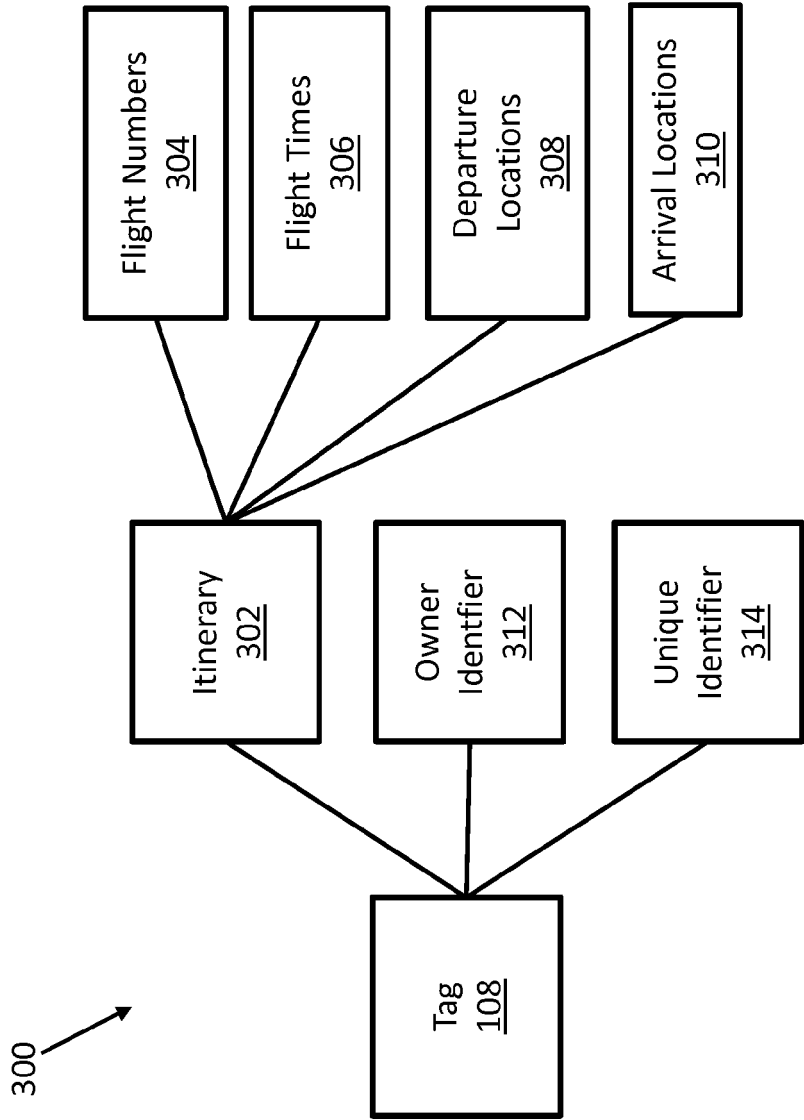 300
Tag
108
Itinerary
302
Owner
Identfier
312
Unique
Identifier
314
Flight Numbers
304
Flight Times
306
Departure
Locations
308
Arrival Locations
310